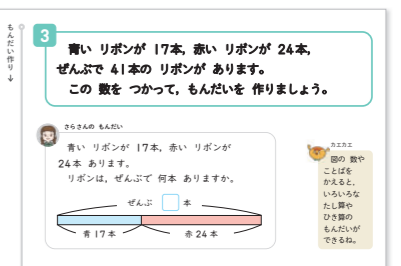 もんだい作り→
3
青い リボンが 17本，赤い リボンが 24本，
ぜんぶで 41本の リボンが あります。
この 数を つかって，もんだいを 作りましょう。
さらさんの もんだい
青い リボンが 17本，赤い リボンが
24本 あります。
リボンは，ぜんぶで 何本 ありますか。
ぜんぶ 本
青17本
赤24本
カエカエ
図の 数や
ことばを
かえると，
いろいろな
たし算や
ひき算の
もんだいが
できるね。